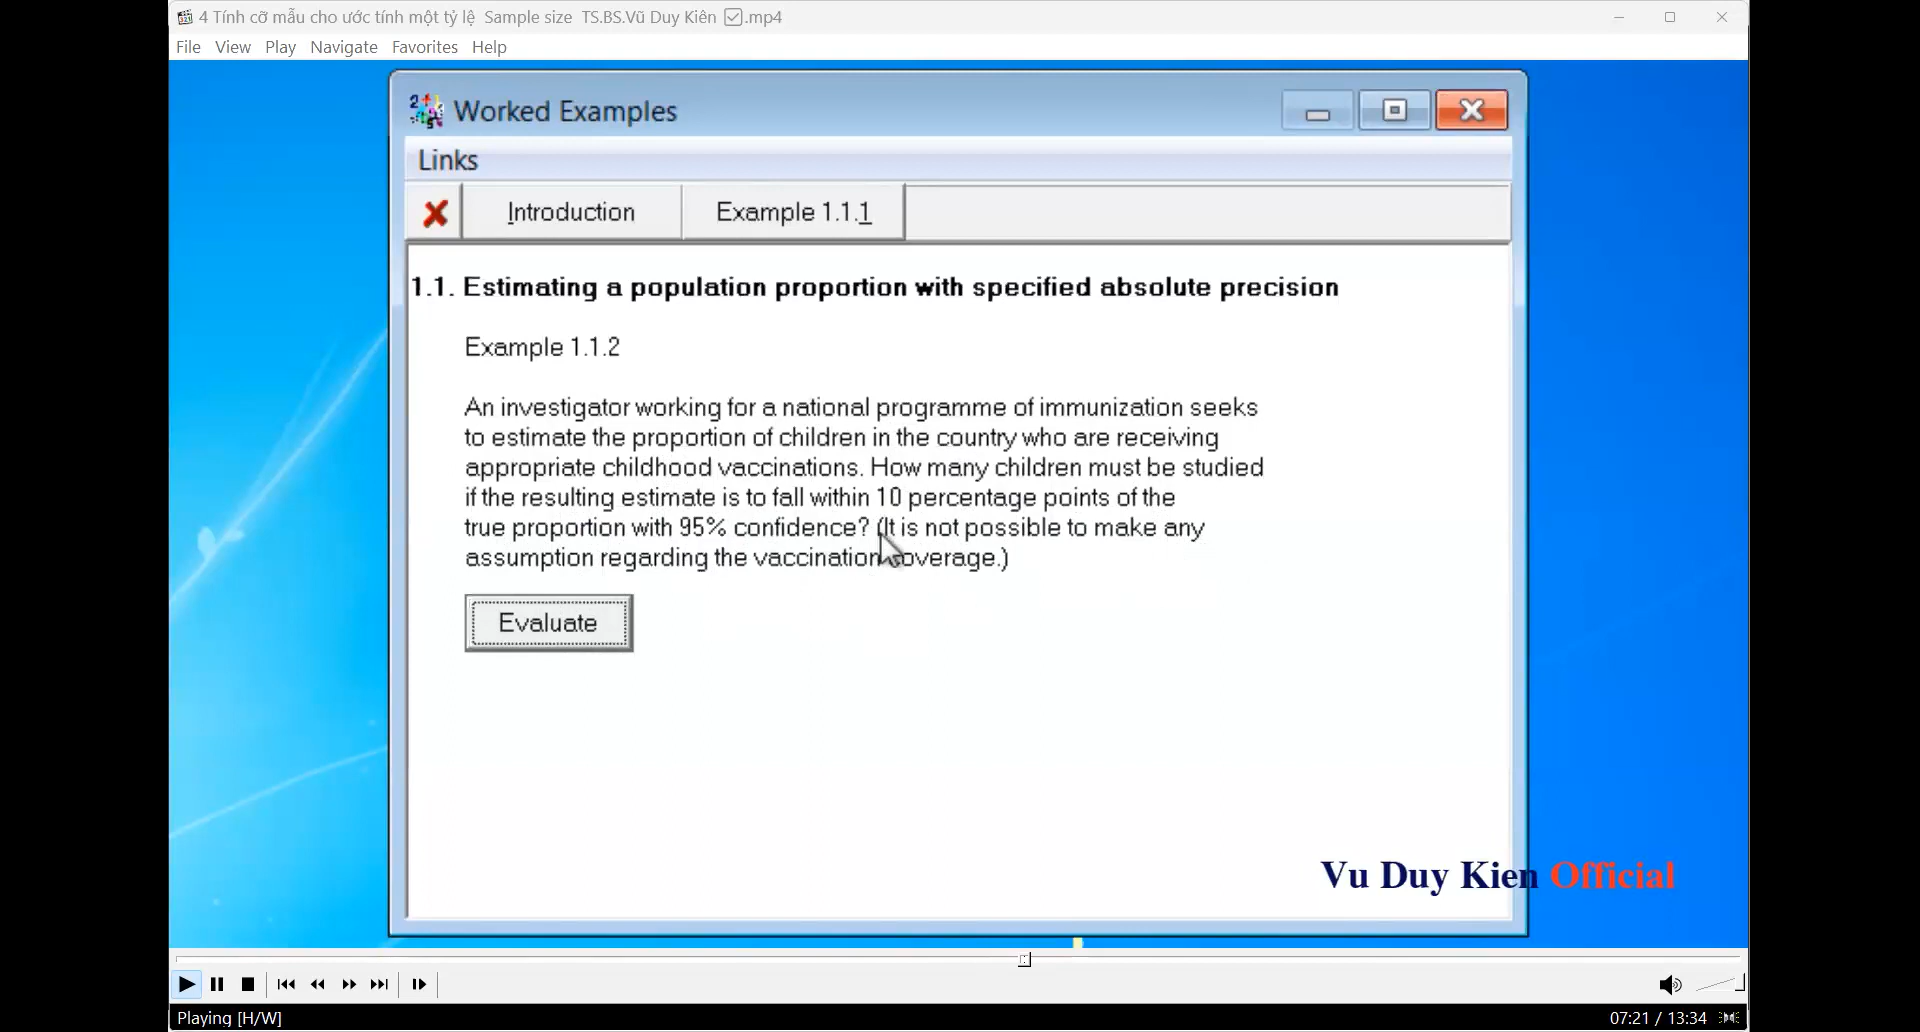 4 Tính cỡ mẫu cho ước tính một tỷ lệ Sample size TS.BS.Vũ Duy Kiên ☑.mp4
File View Play Navigate Favorites Help
Worked Examples
Links
Introduction Example 1.1.1
1.1. Estimating a population proportion with specified absolute precision
Example 1.1.2
An investigator working for a national programme of immunization seeks
to estimate the proportion of children in the country who are receiving
appropriate childhood vaccinations. How many children must be studied
if the resulting estimate is to fall within 10 percentage points of the
true proportion with 95% confidence? (It is not possible to make any
assumption regarding the vaccination coverage.)
Evaluate
Vu Duy Kien Official
Playing [H/W] 07:21 / 13:34